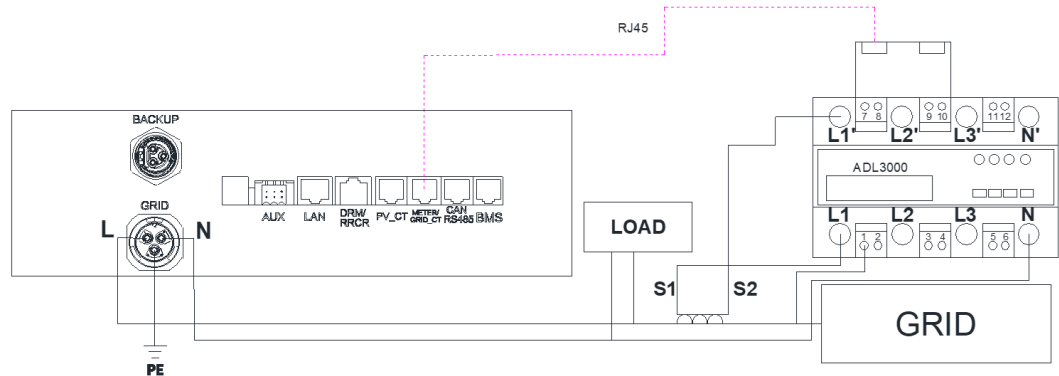 RJ45
BACKUP
GRID
L
N
PE
AUX
LAN
DRM/
RRCR
PV_CT
METER/
GRID_CT
CAN
RS485
BMS
LOAD
S1
S2
7 8
9 10
11 12
L1'
L2'
L3'
N'
ADL3000
L1
L2
L3
N
1 2
3 4
5 6
GRID